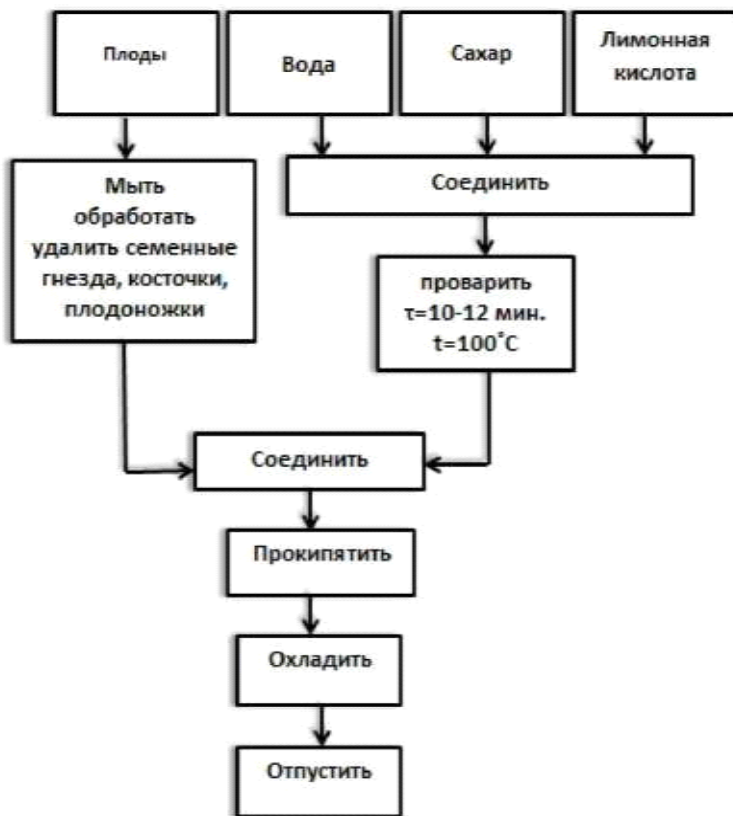 Плоды
Вода
Сахар
Лимонная
кислота
Мыть
обработать
удалить семенные
гнезда, косточки,
плодоножки
Соединить
проварить
τ=10-12 мин.
t=100˚С
Соединить
Прокипятить
Охладить
Отпустить